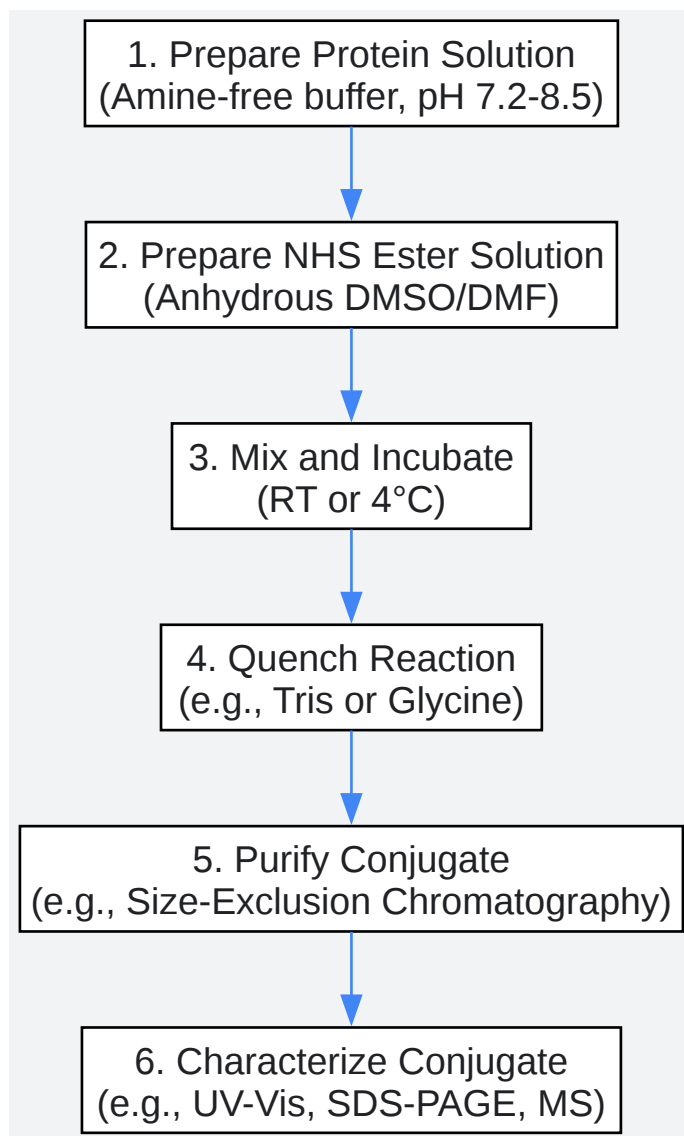 1. Prepare Protein Solution
(Amine-free buffer, pH 7.2-8.5)
2. Prepare NHS Ester Solution
(Anhydrous DMSO/DMF)
3. Mix and Incubate
(RT or 4°C)
4. Quench Reaction
(e.g., Tris or Glycine)
5. Purify Conjugate
(e.g., Size-Exclusion Chromatography)
6. Characterize Conjugate
(e.g., UV-Vis, SDS-PAGE, MS)